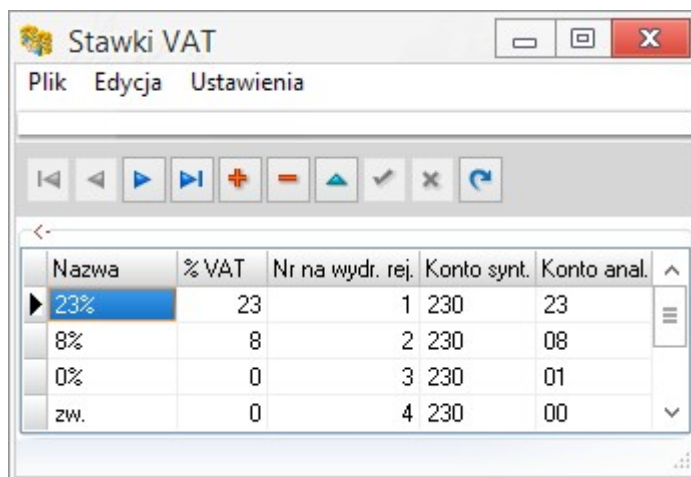 Stawki VAT
Plik Edycja Ustawienia
Nazwa % VAT Nr na wydr. rej. Konto synt. Konto anal.
23% 23 1 230 23
8% 8 2 230 08
0% 0 3 230 01
zw. 0 4 230 00